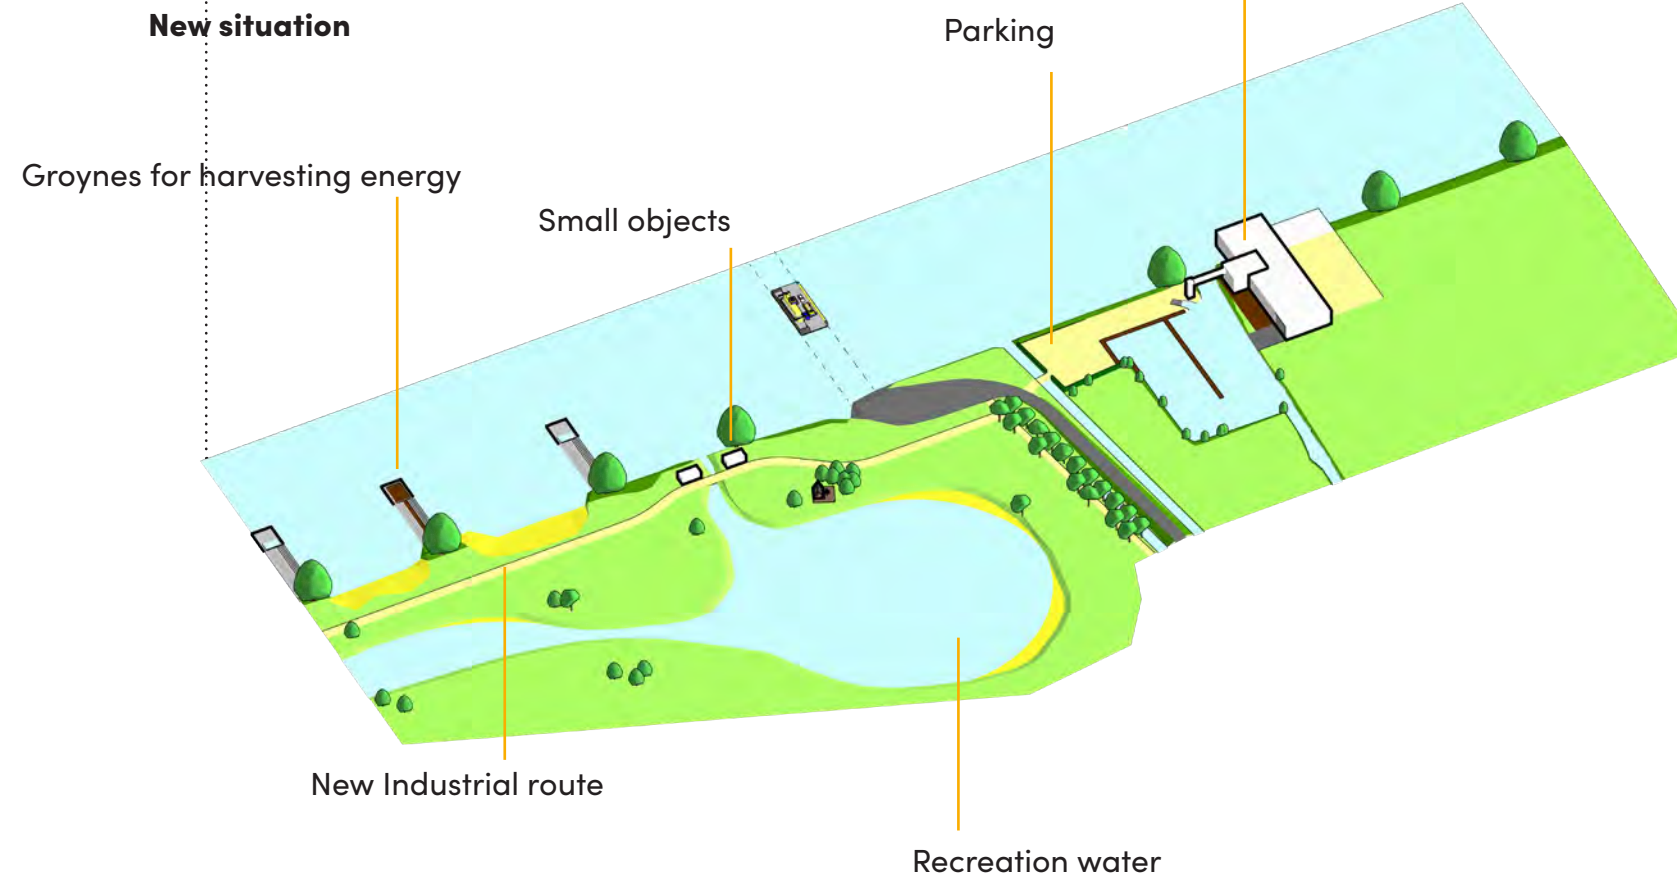 New situation
Parking
Groynes for harvesting energy
Small objects
New Industrial route
Recreation water